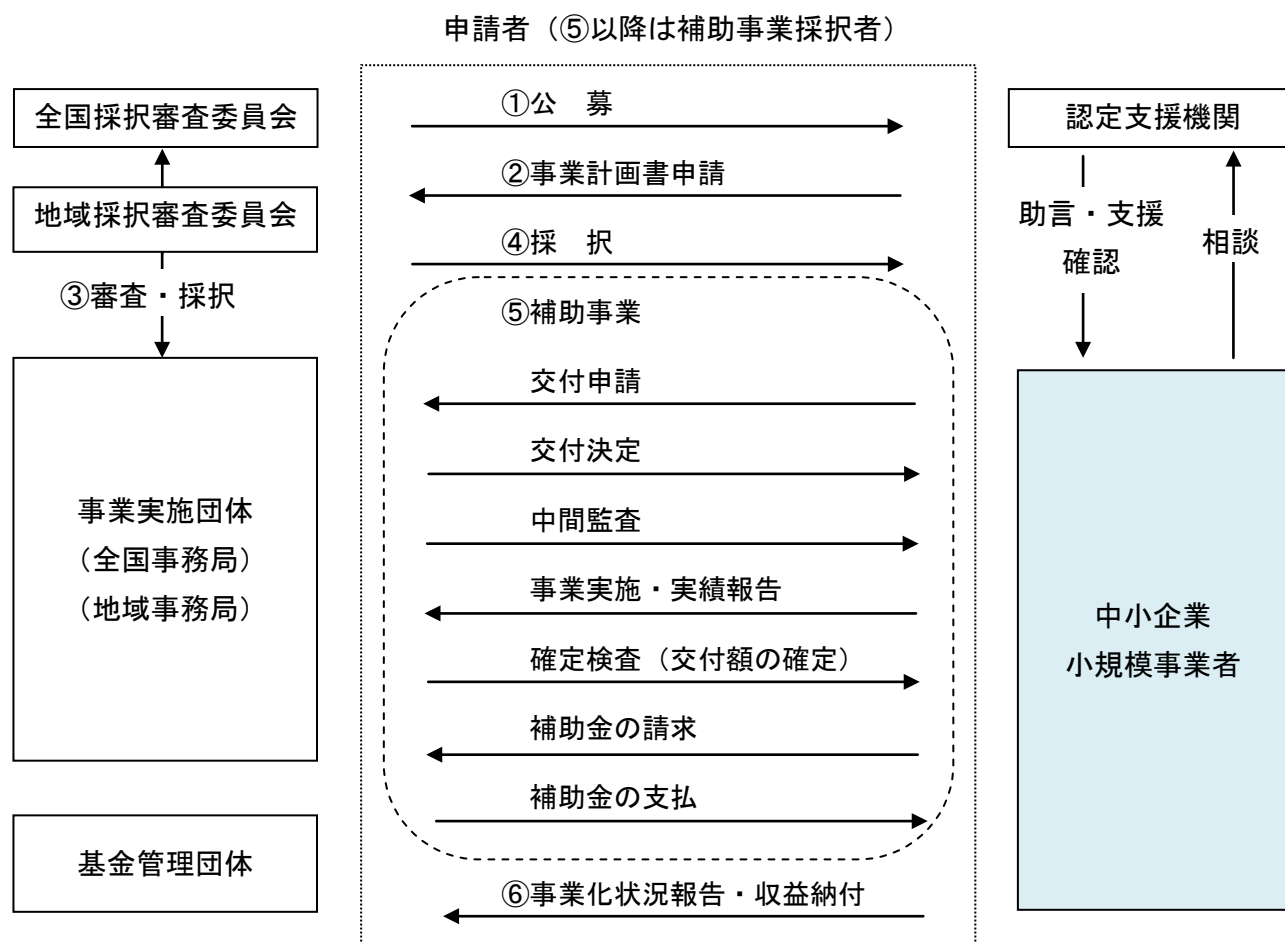 申請者（⑤以降は補助事業採択者）
全国採択審査委員会
地域採択審査委員会
③審査・採択
事業実施団体
（全国事務局）
（地域事務局）
基金管理団体
①公　募
②事業計画書申請
④採　択
⑤補助事業
交付申請
交付決定
中間監査
事業実施・実績報告
確定検査（交付額の確定）
補助金の請求
補助金の支払
⑥事業化状況報告・収益納付
認定支援機関
助言・支援
確認
相談
中小企業
小規模事業者